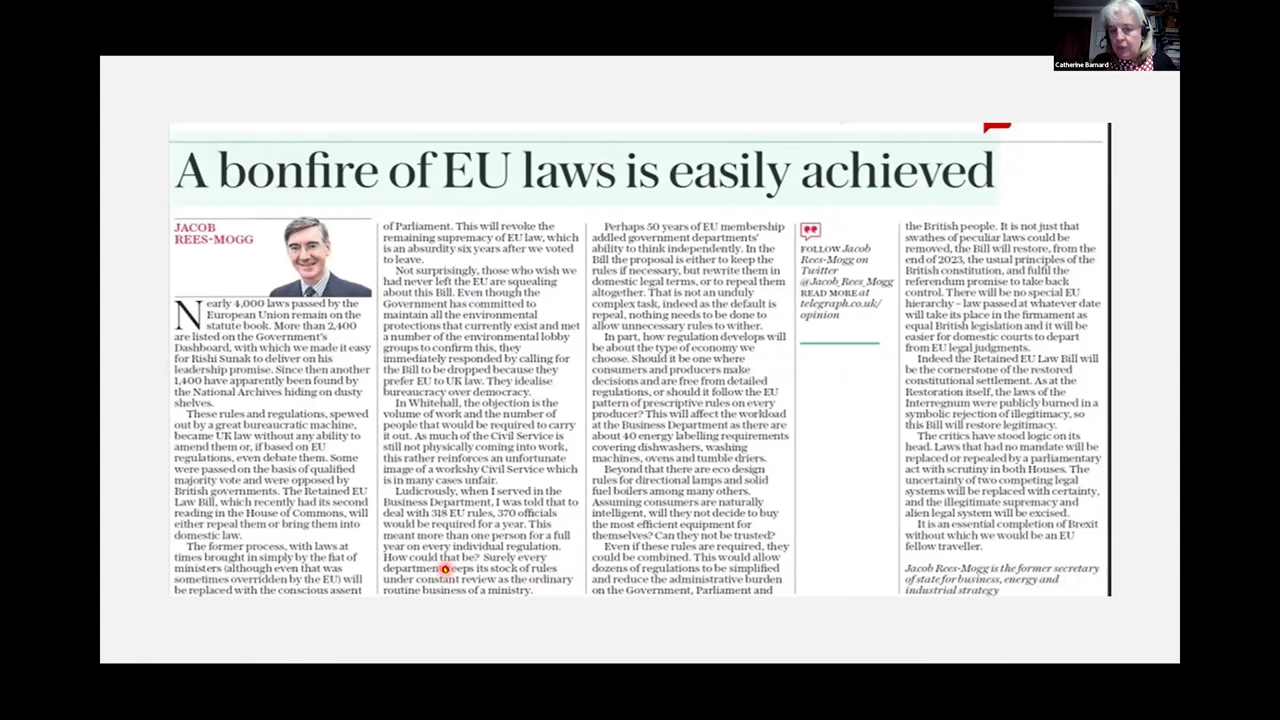 Catherine Barnard
A bonfire of EU laws is easily achieved
JACOB
REES-MOGG
Nearly 4,000 laws passed by the
European Union remain on the
statute book. More than 2,400
are listed on the Government's
Dashboard, with which we made it easy
for Rishi Sunak to deliver on his
leadership promise. Since then another
1,400 have apparently been found by
the National Archives hiding on dusty
shelves.
These rules and regulations, spewed
out by a great bureaucratic machine,
became UK law without any ability to
amend them or, if based on EU
regulations, even debate them. Some
were passed on the basis of qualified
majority vote and were opposed by
British governments. The Retained EU
Law Bill, which recently had its second
reading in the House of Commons, will
either repeal them or bring them into
domestic law.
The former process, with laws at
times brought in simply by the fiat of
ministers (although even that was
sometimes overridden by the EU) will
be replaced with the conscious assent
of Parliament. This will revoke the
remaining supremacy of EU law, which
is an absurdity six years after we voted
to leave.
Not surprisingly, those who wish we
had never left the EU are squealing
about this Bill. Even though the
Government has committed to
maintain all the environmental
protections that currently exist and met
a number of the environmental lobby
groups to confirm this, they
immediately responded by calling for
the Bill to be dropped because they
prefer EU to UK law. They idealise
bureaucracy over democracy.
In Whitehall, the objection is the
volume of work and the number of
people that would be required to carry
it out. As much of the Civil Service is
still not physically coming into work,
this rather reinforces an unfortunate
image of a workshy Civil Service which
is in many cases unfair.
Ludicrously, when I served in the
Business Department, I was told that to
deal with 318 EU rules, 370 officials
would be required for a year. This
meant more than one person for a full
year on every individual regulation.
How could that be? Surely every
department keeps its stock of rules
under constant review as the ordinary
routine business of a ministry.
Perhaps 50 years of EU membership
addled government departments'
ability to think independently. In the
Bill the proposal is either to keep the
rules if necessary, but rewrite them in
domestic legal terms, or to repeal them
altogether. That is not an unduly
complex task, indeed as the default is
repeal, nothing needs to be done to
allow unnecessary rules to wither.
In part, how regulation develops will
be about the type of economy we
choose. Should it be one where
consumers and producers make
decisions and are free from detailed
regulations, or should it follow the EU
pattern of prescriptive rules on every
producer? This will affect the workload
at the Business Department as there are
about 40 energy labelling requirements
covering dishwashers, washing
machines, ovens and tumble driers.
Beyond that there are eco design
rules for directional lamps and solid
fuel boilers among many others.
Assuming consumers are naturally
intelligent, will they not decide to buy
the most efficient equipment for
themselves? Can they not be trusted?
Even if these rules are required, they
could be combined. This would allow
dozens of regulations to be simplified
and reduce the administrative burden
on the Government, Parliament and
FOLLOW Jacob
Rees-Mogg on
Twitter
@Jacob_Rees_Mogg
READ MORE at
telegraph.co.uk/
opinion
the British people. It is not just that
swathes of peculiar laws could be
removed, the Bill will restore, from the
end of 2023, the usual principles of the
British constitution, and fulfil the
referendum promise to take back
control. There will be no special EU
hierarchy – law passed at whatever date
will take its place in the firmament as
equal British legislation and it will be
easier for domestic courts to depart
from EU legal judgments.
Indeed the Retained EU Law Bill will
be the cornerstone of the restored
constitutional settlement. As at the
Restoration itself, the laws of the
Interregnum were publicly burned in a
symbolic rejection of illegitimacy, so
this Bill will restore legitimacy.
The critics have stood logic on its
head. Laws that had no mandate will be
replaced or repealed by a parliamentary
act with scrutiny in both Houses. The
uncertainty of two competing legal
systems will be replaced with certainty,
and the illegitimate supremacy and
alien legal system will be excised.
It is an essential completion of Brexit
without which we would be an EU
fellow traveller.
Jacob Rees-Mogg is the former secretary
of state for business, energy and
industrial strategy